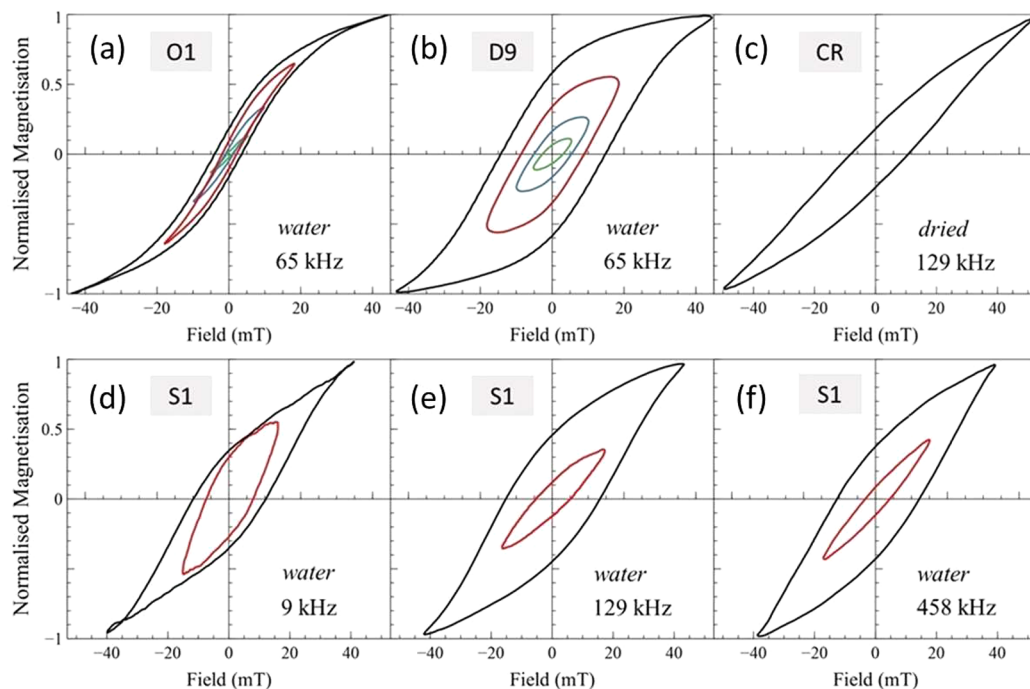 (a) O1
(b) D9
(c) CR
Normalised Magnetisation
1
0.5
0
−1
water
65 kHz
water
65 kHz
dried
129 kHz
−40 −20 0 20 40
−40 −20 0 20 40
−40 −20 0 20 40
Field (mT)
Field (mT)
Field (mT)
(d) S1
(e) S1
(f) S1
Normalised Magnetisation
1
0.5
0
−1
water
9 kHz
water
129 kHz
water
458 kHz
−40 −20 0 20 40
−40 −20 0 20 40
−40 −20 0 20 40
Field (mT)
Field (mT)
Field (mT)